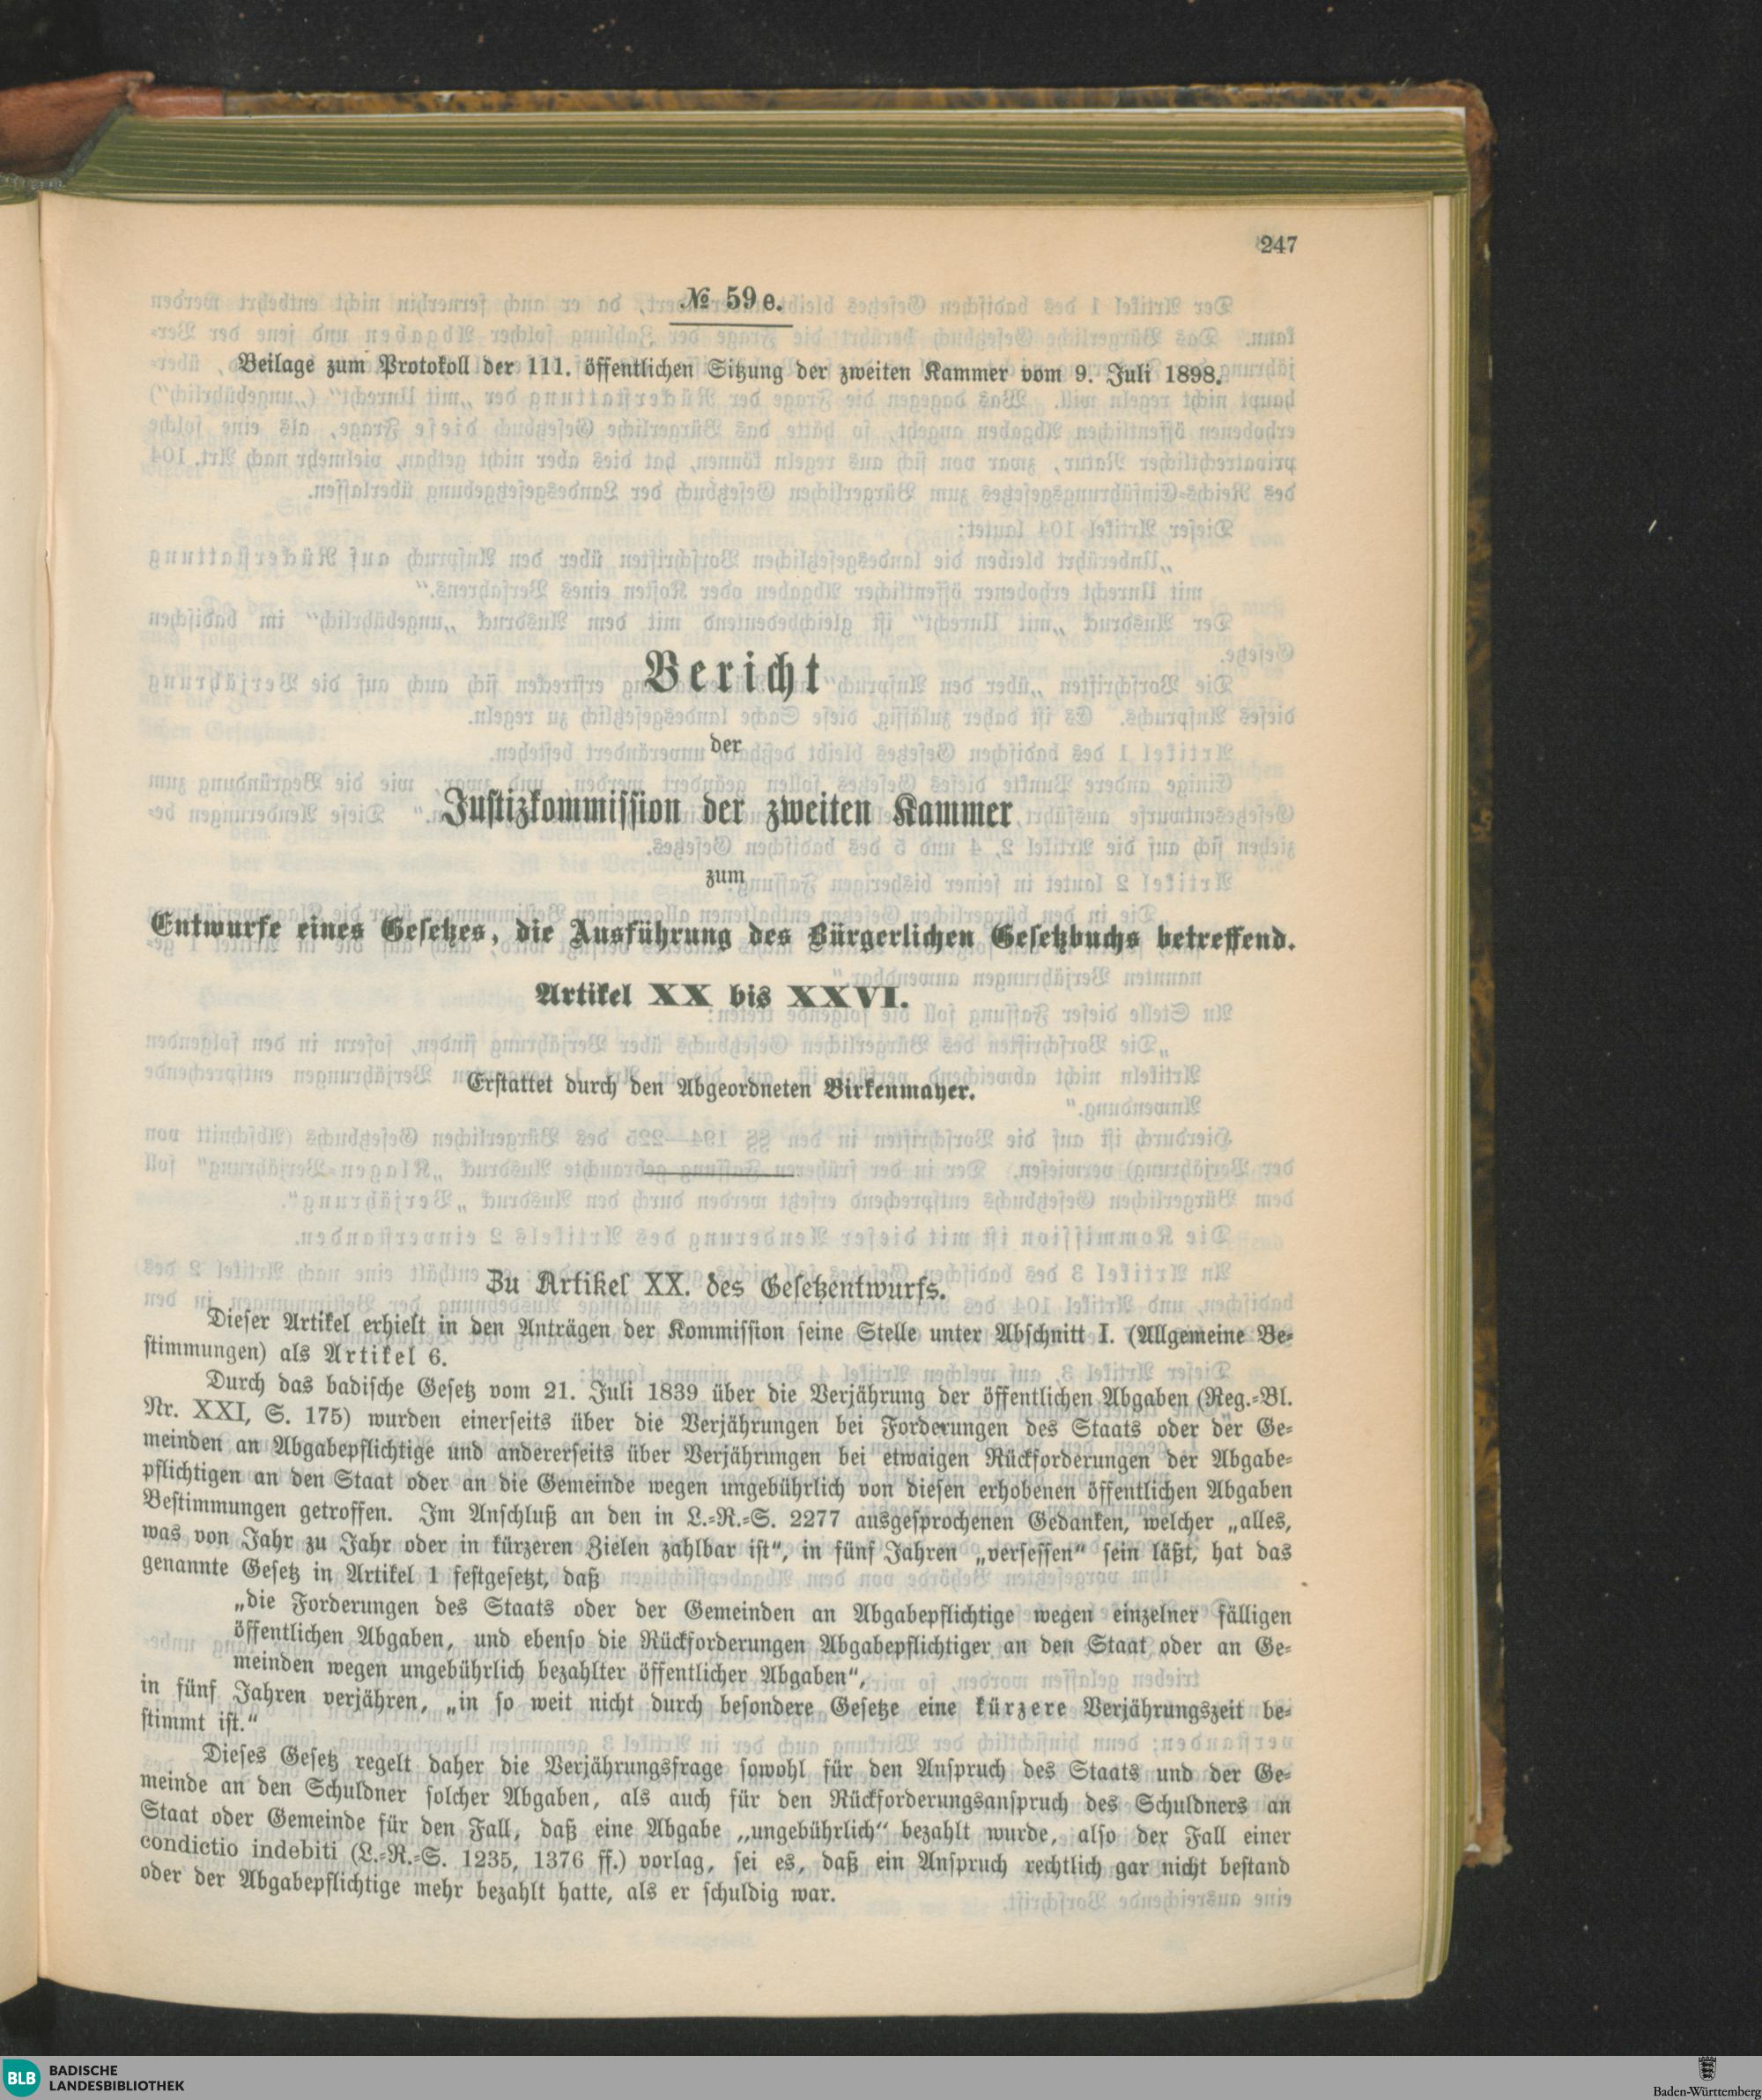 247
№ 59e.
Beilage zum Protokoll der 111. öffentlichen Sitzung der zweiten Kammer vom 9. Juli 1898.
Bericht
der
Justizkommission der zweiten Kammer
zum
Entwurfe eines Gesetzes, die Ausführung des Bürgerlichen Gesetzbuchs betreffend.
Artikel XX bis XXVI.
Erstattet durch den Abgeordneten Birkenmayer.
Zu Artikel XX. des Gesetzentwurfs.
Dieser Artikel erhielt in den Anträgen der Kommission seine Stelle unter Abschnitt I. (Allgemeine Be-
stimmungen) als Artikel 6.
Durch das badische Gesetz vom 21. Juli 1839 über die Verjährung der öffentlichen Abgaben (Reg.-Bl.
Nr. XXI, S. 175) wurden einerseits über die Verjährungen bei Forderungen des Staats oder der Ge-
meinden an Abgabepflichtige und andererseits über Verjährungen bei etwaigen Rückforderungen der Abgabe-
pflichtigen an den Staat oder an die Gemeinde wegen ungebührlich von diesen erhobenen öffentlichen Abgaben
Bestimmungen getroffen. Im Anschluß an den in L.-R.-S. 2277 ausgesprochenen Gedanken, welcher „alles,
was von Jahr zu Jahr oder in kürzeren Zielen zahlbar ist“, in fünf Jahren „versessen“ sein läßt, hat das
genannte Gesetz in Artikel 1 festgesetzt, daß
„die Forderungen des Staats oder der Gemeinden an Abgabepflichtige wegen einzelner fälligen
öffentlichen Abgaben, und ebenso die Rückforderungen Abgabepflichtiger an den Staat oder an Ge-
meinden wegen ungebührlich bezahlter öffentlicher Abgaben“,
in fünf Jahren verjähren, „in so weit nicht durch besondere Gesetze eine kürzere Verjährungszeit be-
stimmt ist.“
Dieses Gesetz regelt daher die Verjährungsfrage sowohl für den Anspruch des Staats und der Ge-
meinde an den Schuldner solcher Abgaben, als auch für den Rückforderungsanspruch des Schuldners an
Staat oder Gemeinde für den Fall, daß eine Abgabe „ungebührlich“ bezahlt wurde, also der Fall einer
condictio indebiti (L.-R.-S. 1235, 1376 ff.) vorlag, sei es, daß ein Anspruch rechtlich gar nicht bestand
oder der Abgabepflichtige mehr bezahlt hatte, als er schuldig war.
BLB BADISCHE
LANDESBIBLIOTHEK
Baden-Württemberg